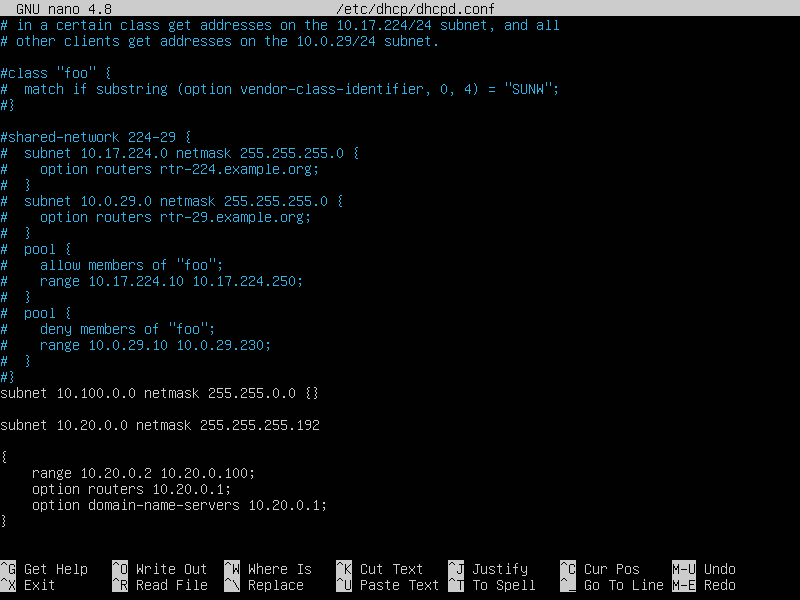 GNU nano 4.8 /etc/dhcp/dhcpd.conf
# in a certain class get addresses on the 10.17.224/24 subnet, and all
# other clients get addresses on the 10.0.29/24 subnet.

#class "foo" {
#  match if substring (option vendor-class-identifier, 0, 4) = "SUNW";
#}

#shared-network 224-29 {
#  subnet 10.17.224.0 netmask 255.255.255.0 {
#    option routers rtr-224.example.org;
#  }
#  subnet 10.0.29.0 netmask 255.255.255.0 {
#    option routers rtr-29.example.org;
#  }
#  pool {
#    allow members of "foo";
#    range 10.17.224.10 10.17.224.250;
#  }
#  pool {
#    deny members of "foo";
#    range 10.0.29.10 10.0.29.230;
#  }
#}
subnet 10.100.0.0 netmask 255.255.0.0 {}

subnet 10.20.0.0 netmask 255.255.255.192

{
    range 10.20.0.2 10.20.0.100;
    option routers 10.20.0.1;
    option domain-name-servers 10.20.0.1;
}

^G Get Help ^O Write Out ^W Where Is ^K Cut Text ^J Justify ^C Cur Pos M-U Undo
^X Exit ^R Read File ^\ Replace ^U Paste Text ^T To Spell ^_ Go To Line M-E Redo